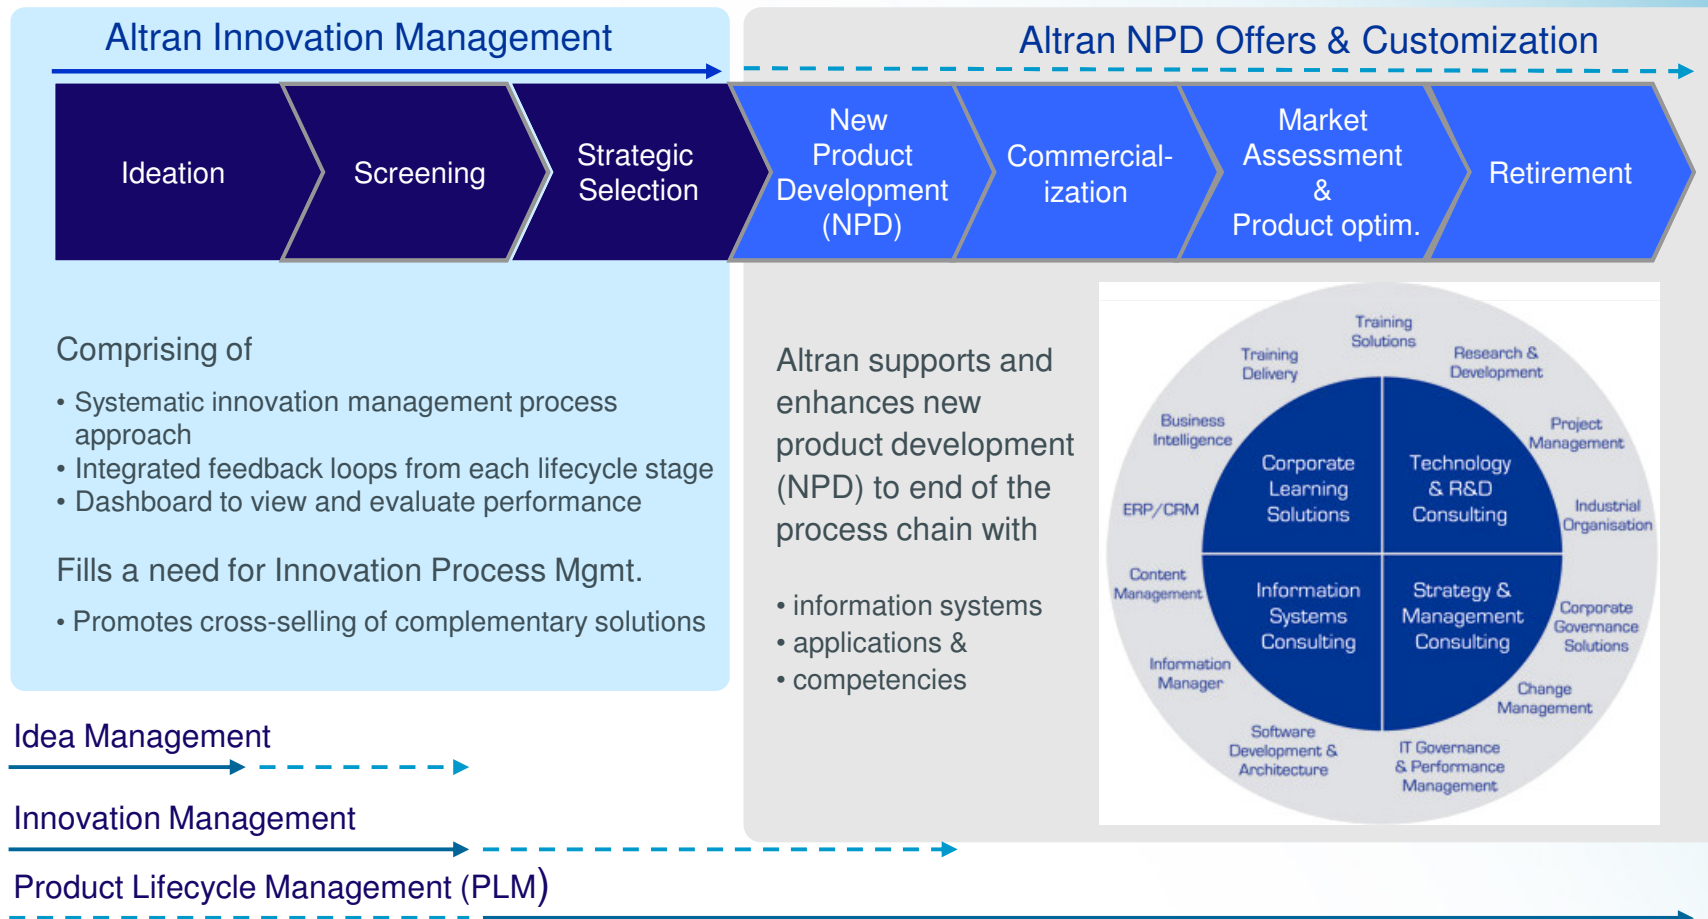 Altran Innovation Management
Altran NPD Offers & Customization
Ideation
Screening
Strategic
Selection
New
Product
Development
(NPD)
Commercial-
ization
Market
Assessment
&
Product optim.
Retirement
Comprising of
• Systematic innovation management process
approach
• Integrated feedback loops from each lifecycle stage
• Dashboard to view and evaluate performance
Fills a need for Innovation Process Mgmt.
• Promotes cross-selling of complementary solutions
Altran supports and
enhances new
product development
(NPD) to end of the
process chain with
• information systems
• applications &
• competencies
Training
Solutions
Research &
Development
Project
Management
Industrial
Organisation
Corporate
Governance
Solutions
Change
Management
IT Governance
& Performance
Management
Software
Development &
Architecture
Information
Manager
Content
Management
ERP/CRM
Business
Intelligence
Training
Delivery
Corporate
Learning
Solutions
Technology
& R&D
Consulting
Information
Systems
Consulting
Strategy &
Management
Consulting
Idea Management
Innovation Management
Product Lifecycle Management (PLM)